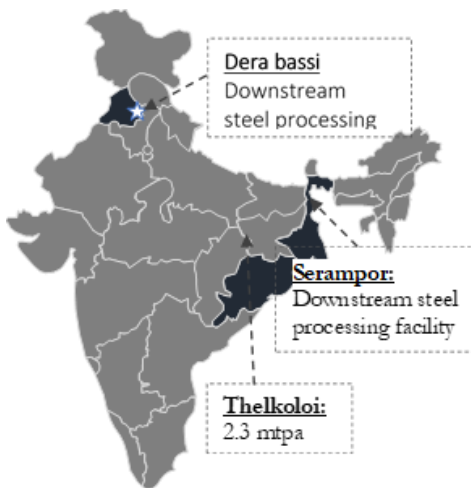 Dera bassi
Downstream
steel processing
Serampor:
Downstream steel
processing facility
Thelkoloi:
2.3 mtpa